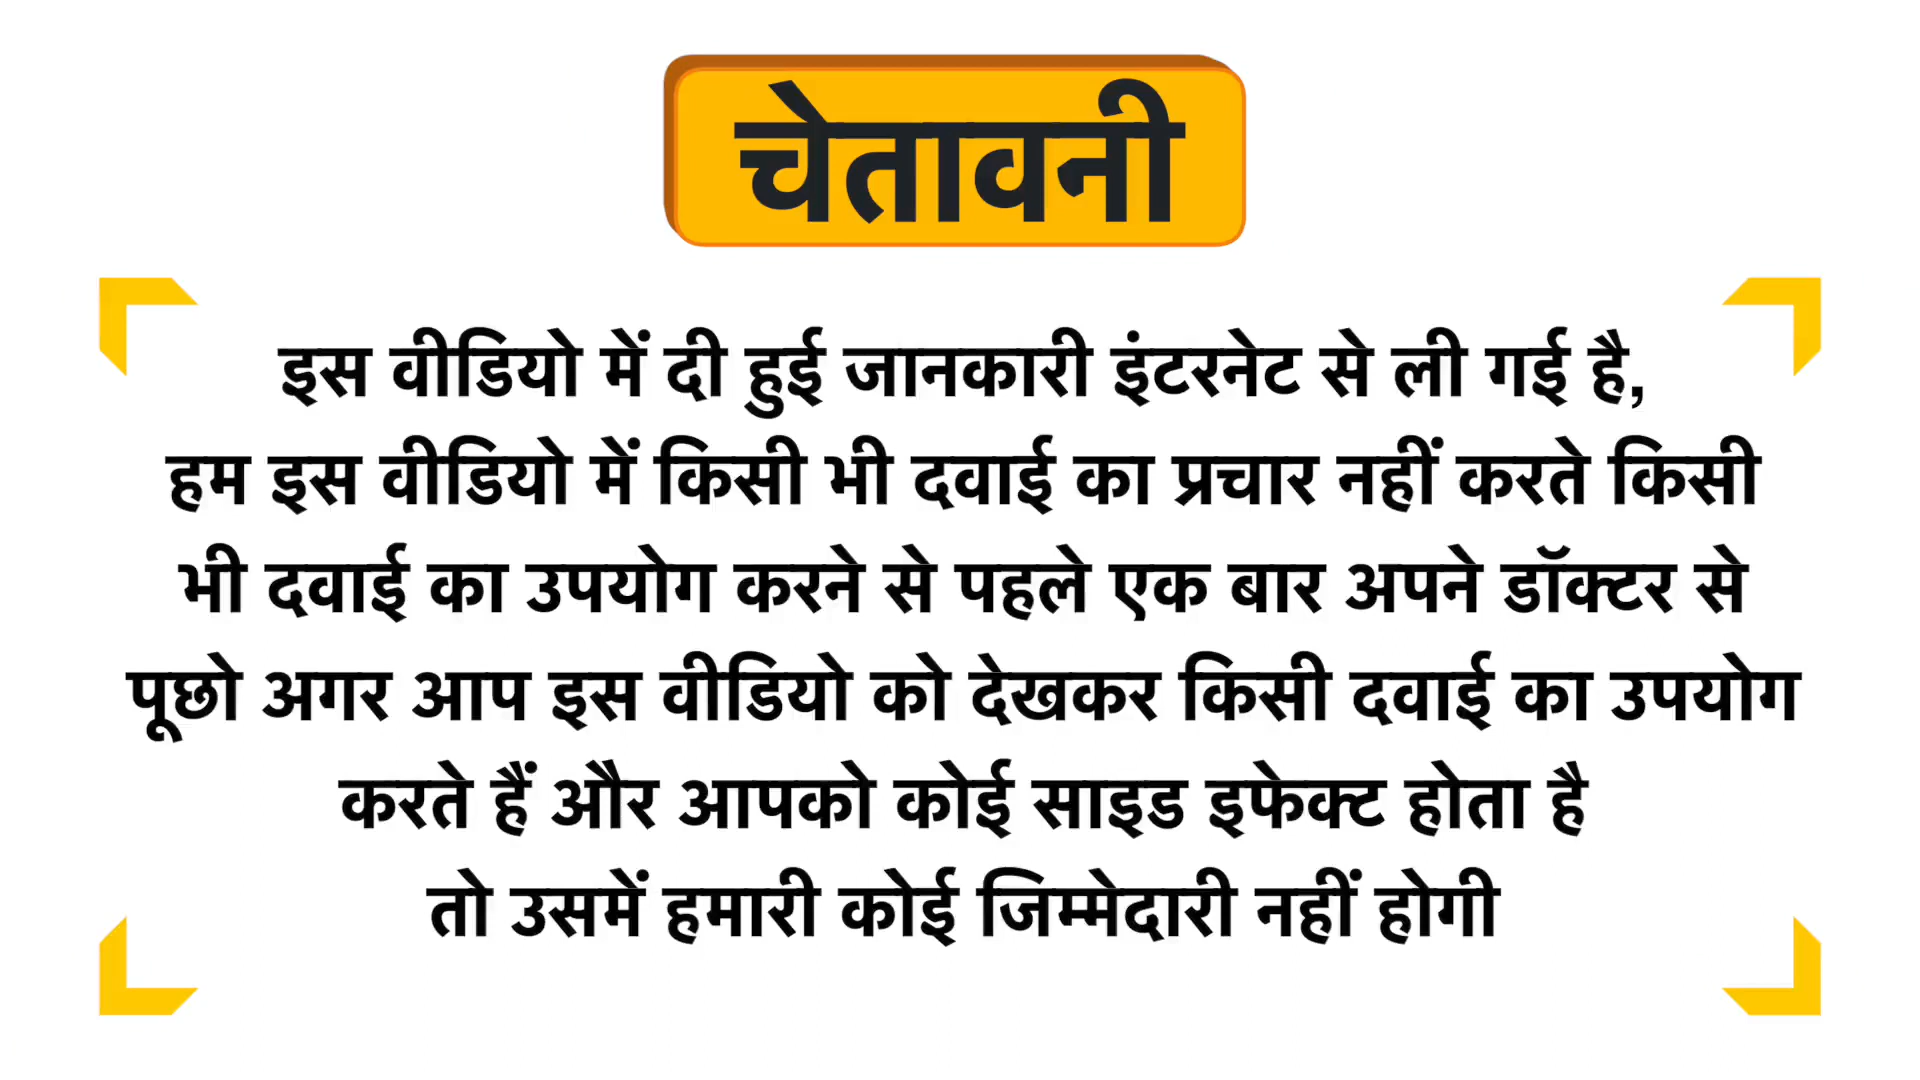 चेतावनी
इस वीडियो में दी हुई जानकारी इंटरनेट से ली गई है,
हम इस वीडियो में किसी भी दवाई का प्रचार नहीं करते किसी
भी दवाई का उपयोग करने से पहले एक बार अपने डॉक्टर से
पूछो अगर आप इस वीडियो को देखकर किसी दवाई का उपयोग
करते हैं और आपको कोई साइड इफेक्ट होता है
तो उसमें हमारी कोई जिम्मेदारी नहीं होगी